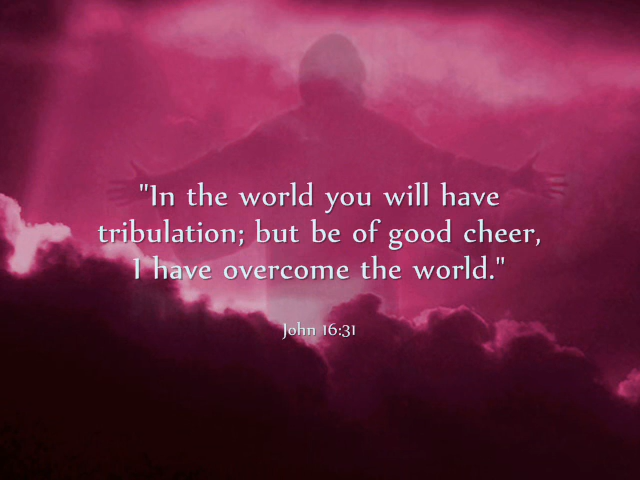 "In the world you will have
tribulation; but be of good cheer,
I have overcome the world."
John 16:31